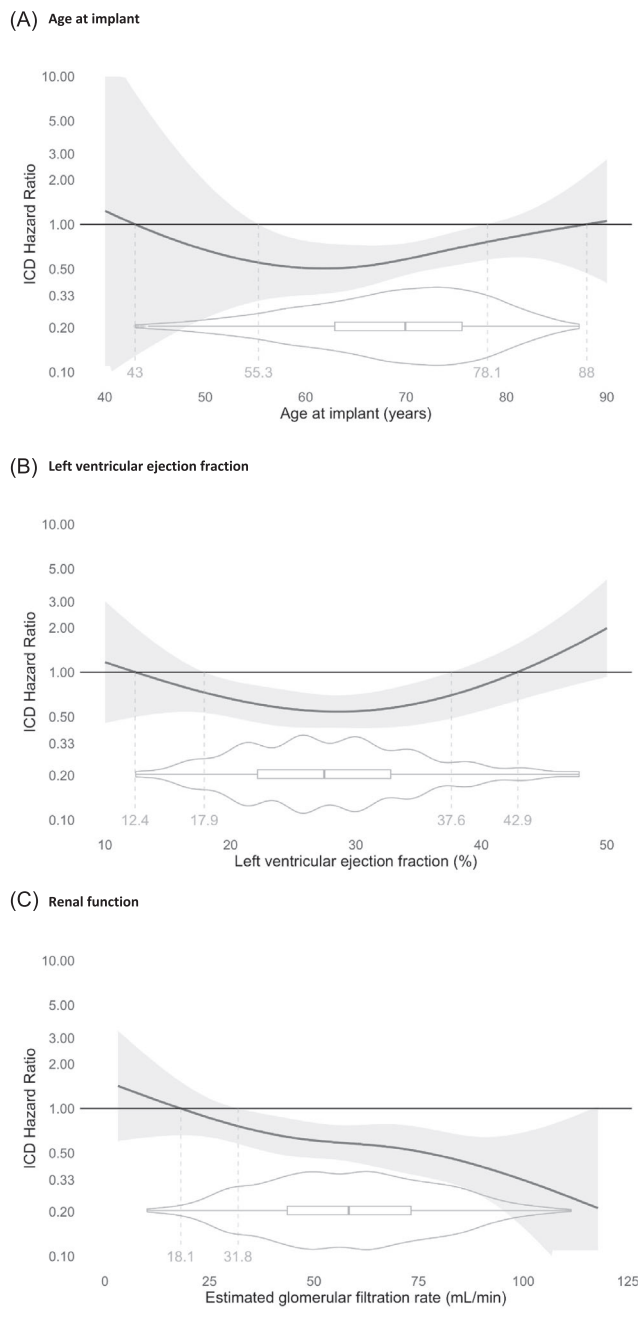 (A) Age at implant
10.00
5.00
3.00
2.00
1.00
0.50
0.33
0.20
0.10
ICD Hazard Ratio
43 55.3 78.1 88
40 50 60 70 80 90
Age at implant (years)
(B) Left ventricular ejection fraction
10.00
5.00
3.00
2.00
1.00
0.50
0.33
0.20
0.10
ICD Hazard Ratio
12.4 17.9 37.6 42.9
10 20 30 40 50
Left ventricular ejection fraction (%)
(C) Renal function
10.00
5.00
3.00
2.00
1.00
0.50
0.33
0.20
0.10
ICD Hazard Ratio
18.1 31.8
0 25 50 75 100 125
Estimated glomerular filtration rate (mL/min)